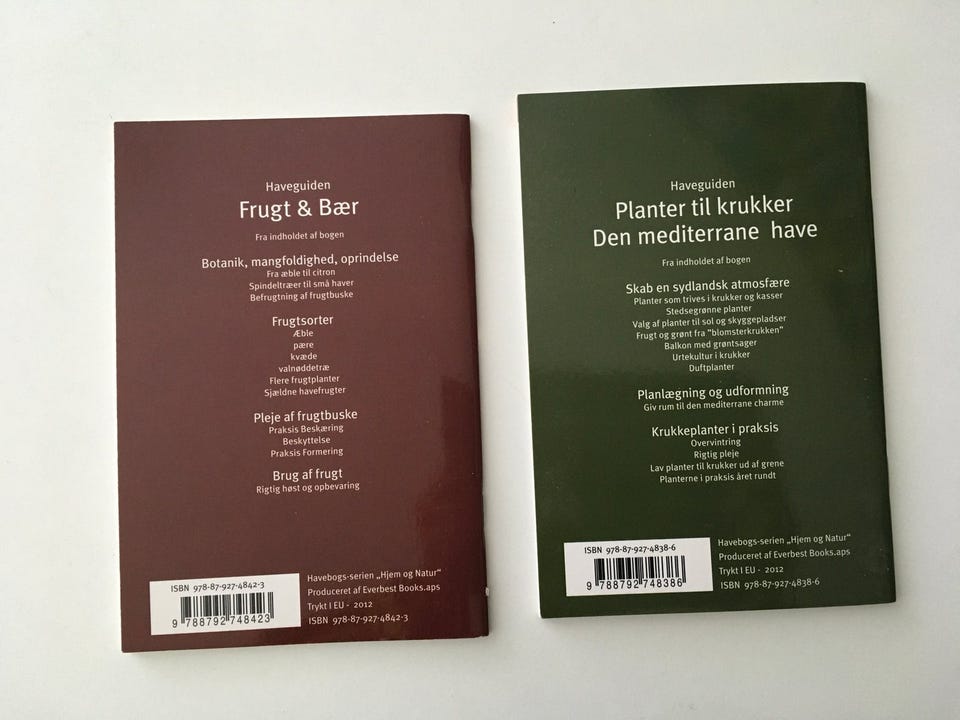 Haveguiden
Frugt & Bær
Fra indholdet af bogen
Botanik, mangfoldighed, oprindelse
Fra æble til citron
Spindeltræer til små haver
Befrugtning af frugtbuske
Frugtsorter
Æble
pære
kvæde
valnøddetræ
Flere frugtplanter
Sjældne havefrugter
Pleje af frugtbuske
Praksis Beskæring
Beskyttelse
Praksis Formering
Brug af frugt
Rigtig høst og opbevaring
ISBN 978-87-927-4842-3
9 788792 748423
Havebogs-serien „Hjem og Natur“
Produceret af Everbest Books.aps
Trykt I EU - 2012
ISBN 978-87-927-4842-3
Haveguiden
Planter til krukker
Den mediterrane have
Fra indholdet af bogen
Skab en sydlandsk atmosfære
Planter som trives i krukker og kasser
Stedsegrønne planter
Valg af planter til sol og skyggepladser
Frugt og grønt fra “blomsterkrukken”
Balkon med grøntsager
Urtekultur i krukker
Duftplanter
Planlægning og udformning
Giv rum til den mediterrane charme
Krukkeplanter i praksis
Overvintring
Rigtig pleje
Lav planter til krukker ud af grene
Planterne i praksis året rundt
ISBN 978-87-927-4838-6
9 788792 748386
Havebogs-serien „Hjem og Natur“
Produceret af Everbest Books.aps
Trykt I EU - 2012
ISBN 978-87-927-4838-6